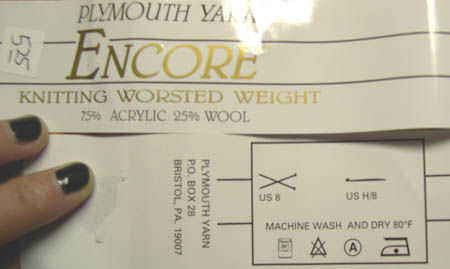 PLYMOUTH YARN
525
ENCORE
KNITTING WORSTED WEIGHT
75% ACRYLIC 25% WOOL
PLYMOUTH YARN
P.O. BOX 28
BRISTOL, PA. 19007
US 8
US H/8
MACHINE WASH AND DRY 80°F
A